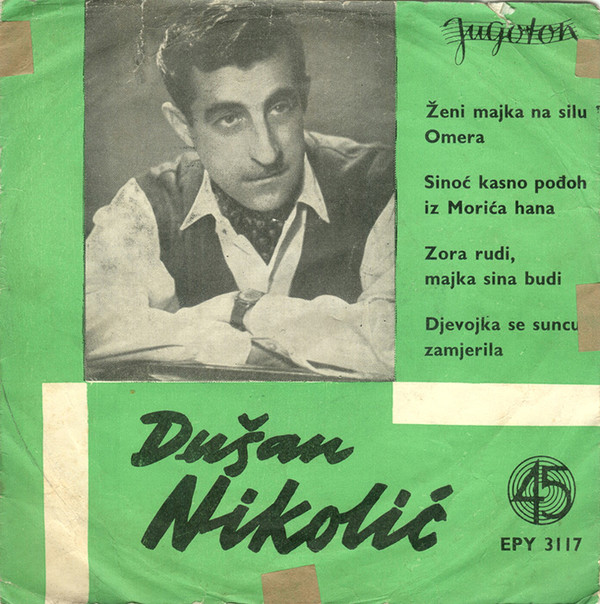 Jugoton
Ženi majka na silu
Omera
Sinoć kasno pođoh
iz Morića hana
Zora rudi,
majka sina budi
Djevojka se suncu
zamjerila
Dušan
Nikolić
45
EPY 3117